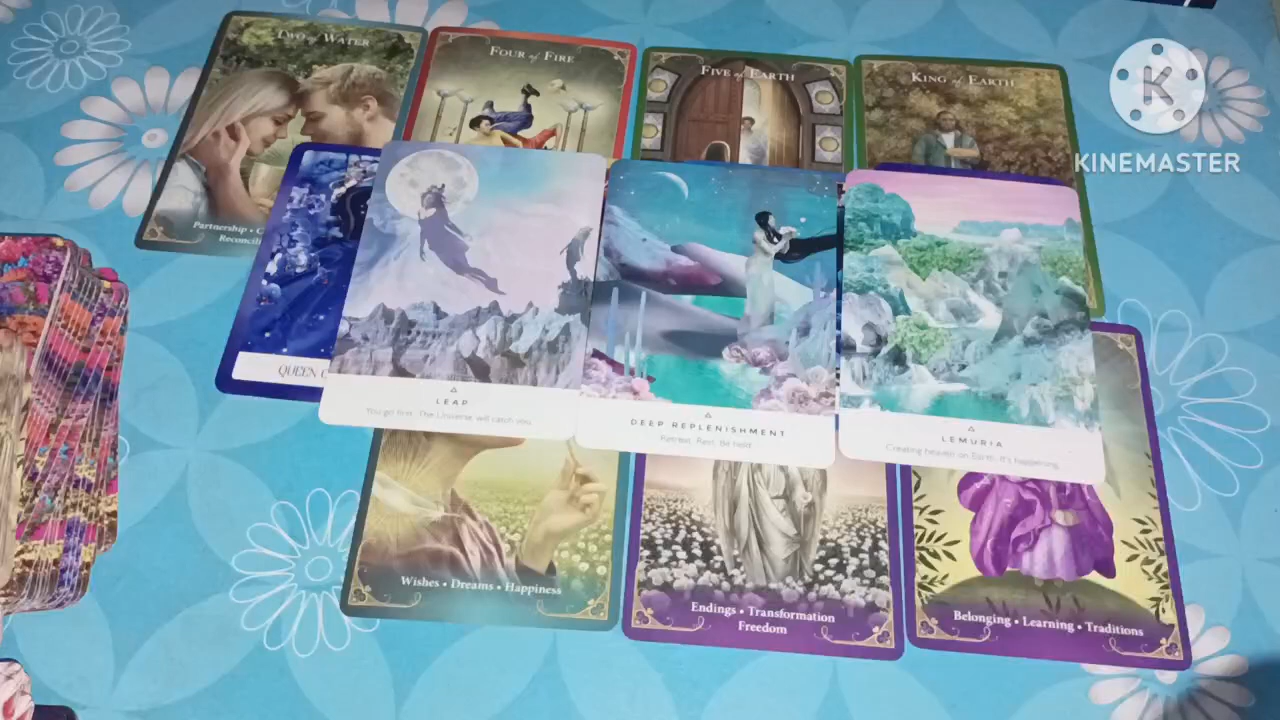 TWO of WATER
FOUR of FIRE
FIVE of EARTH
KING of EARTH
K
KINEMASTER
Partnership •
Reconcili
QUEEN
LEAP
You go first. The Universe will catch you.
DEEP REPLENISHMENT
Retreat. Rest. Be held.
LEMURIA
Creating heaven on Earth. It's happening.
Wishes • Dreams • Happiness
Endings • Transformation
Freedom
Belonging • Learning • Traditions